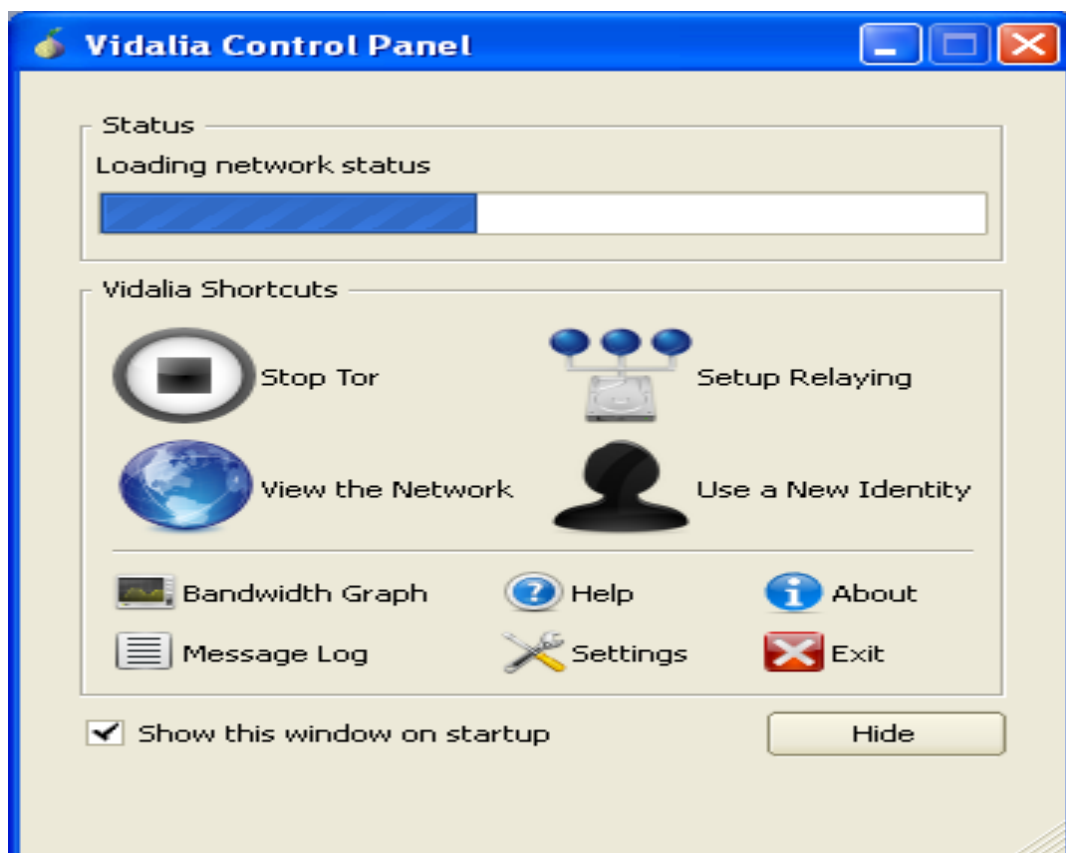 Vidalia Control Panel
Status
Loading network status
Vidalia Shortcuts
Stop Tor
Setup Relaying
View the Network
Use a New Identity
Bandwidth Graph
Help
About
Message Log
Settings
Exit
Show this window on startup
Hide